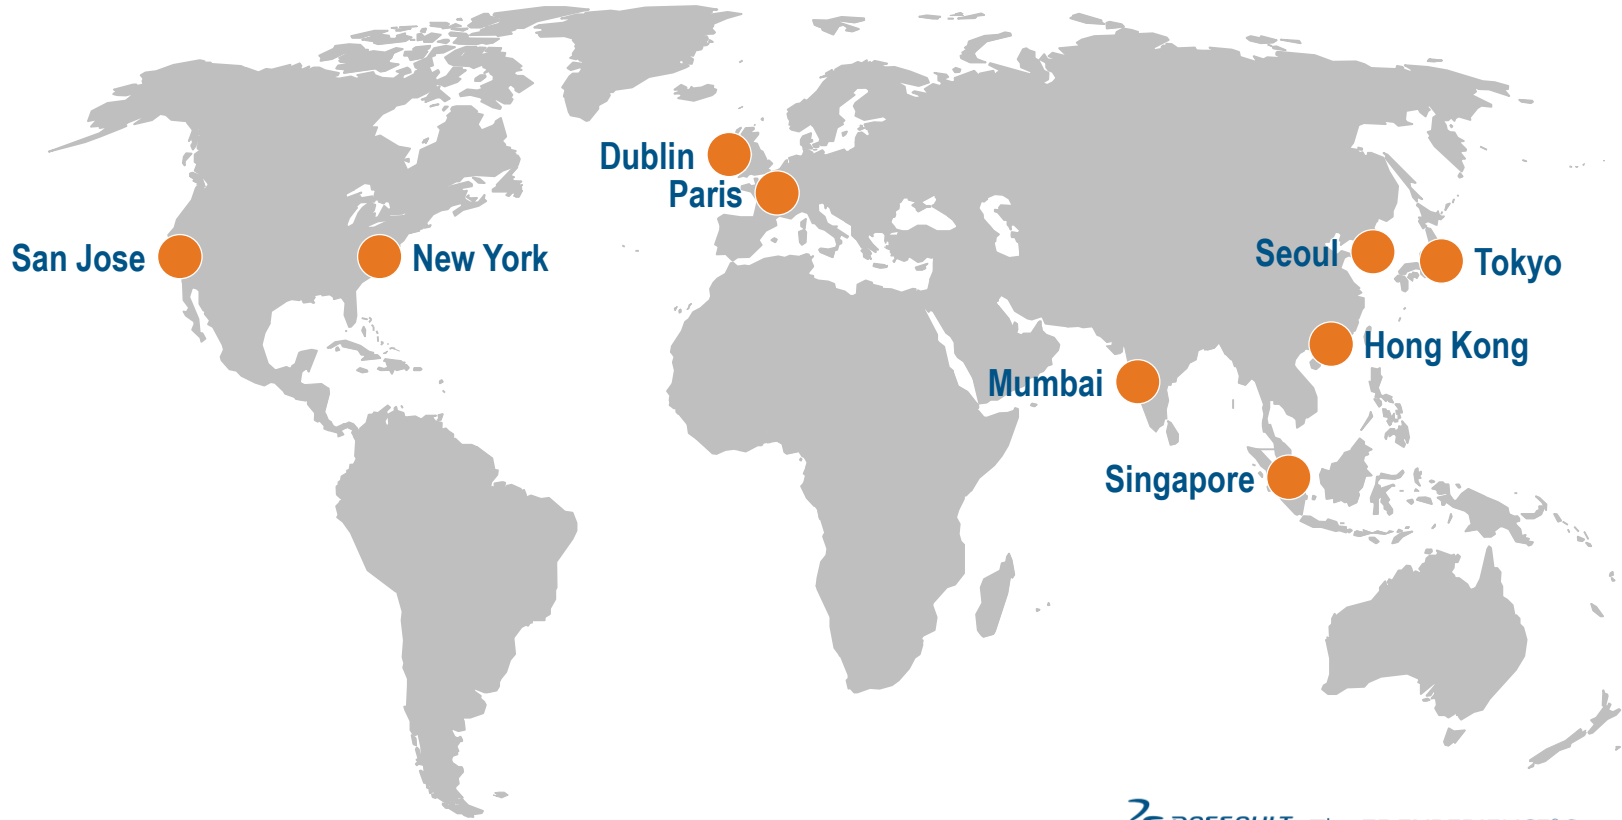 Dublin
Paris
San Jose
New York
Seoul
Tokyo
Hong Kong
Mumbai
Singapore